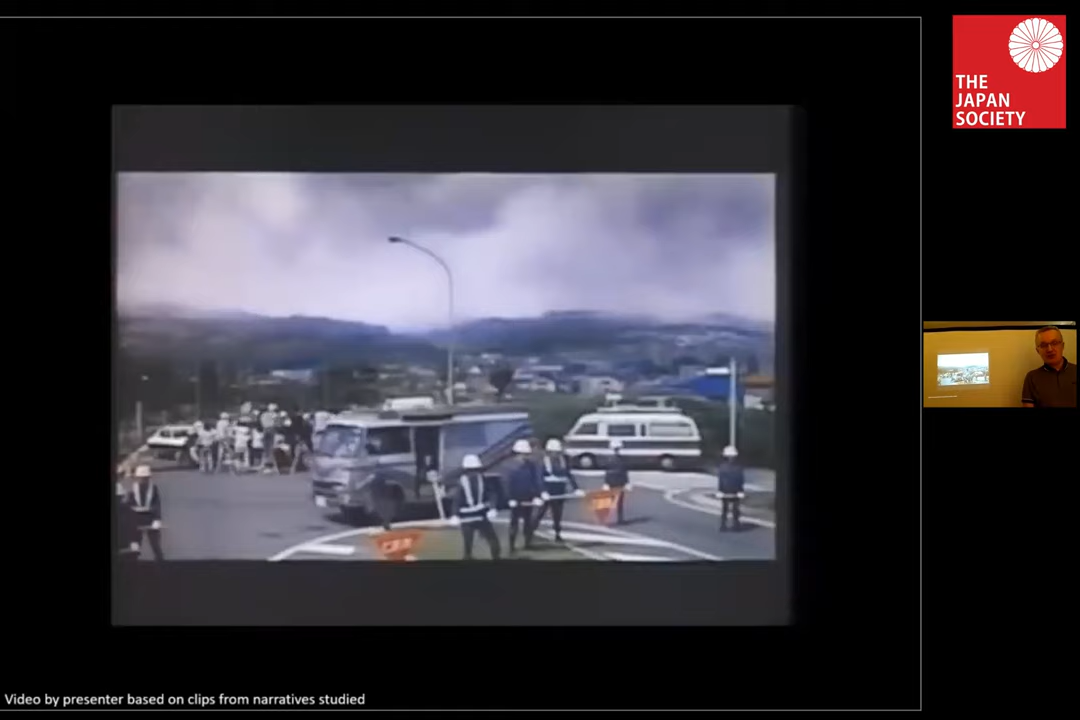 THE
JAPAN
SOCIETY
Video by presenter based on clips from narratives studied